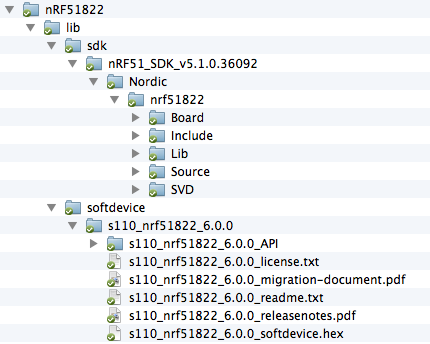 nRF51822
lib
sdk
nRF51_SDK_v5.1.0.36092
Nordic
nrf51822
Board
Include
Lib
Source
SVD
softdevice
s110_nrf51822_6.0.0
s110_nrf51822_6.0.0_API
s110_nrf51822_6.0.0_license.txt
s110_nrf51822_6.0.0_migration-document.pdf
s110_nrf51822_6.0.0_readme.txt
s110_nrf51822_6.0.0_releasenotes.pdf
s110_nrf51822_6.0.0_softdevice.hex